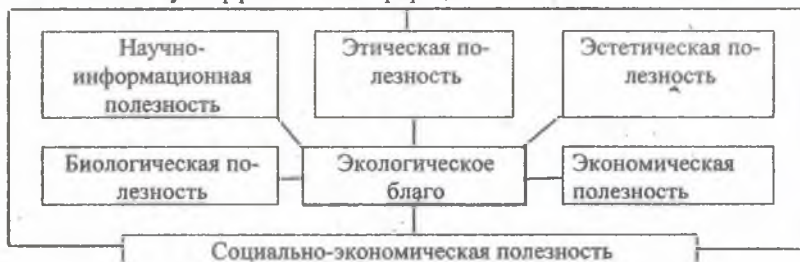 Научно-
информационная
полезность
Этическая по-
лезность
Эстетическая по-
лезность
Биологическая по-
лезность
Экологическое
благо
Экономическая
полезность
Социально-экономическая полезность